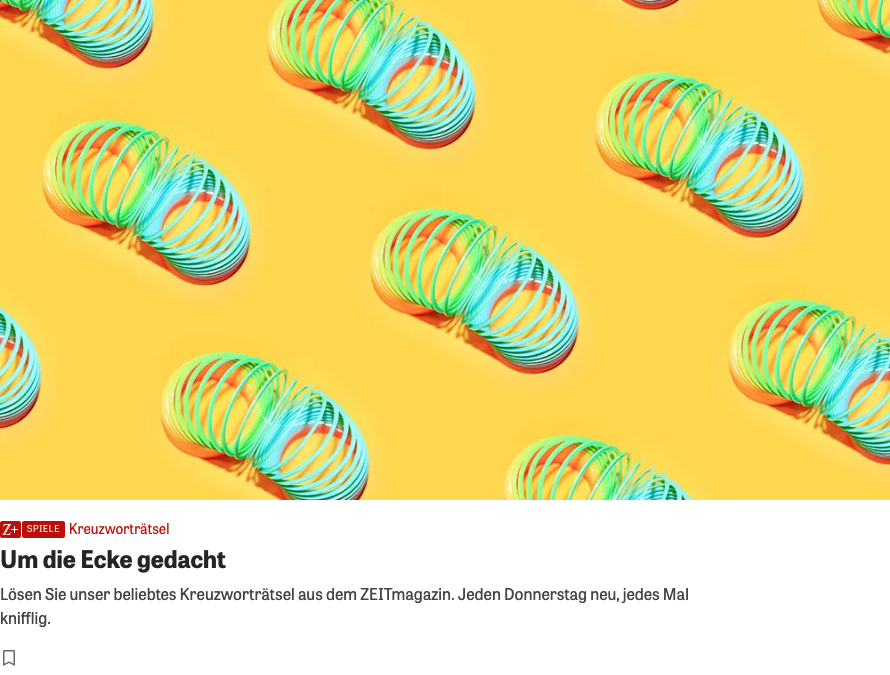 Z+ SPIELE Kreuzworträtsel
Um die Ecke gedacht
Lösen Sie unser beliebtes Kreuzworträtsel aus dem ZEITmagazin. Jeden Donnerstag neu, jedes Mal
knifflig.